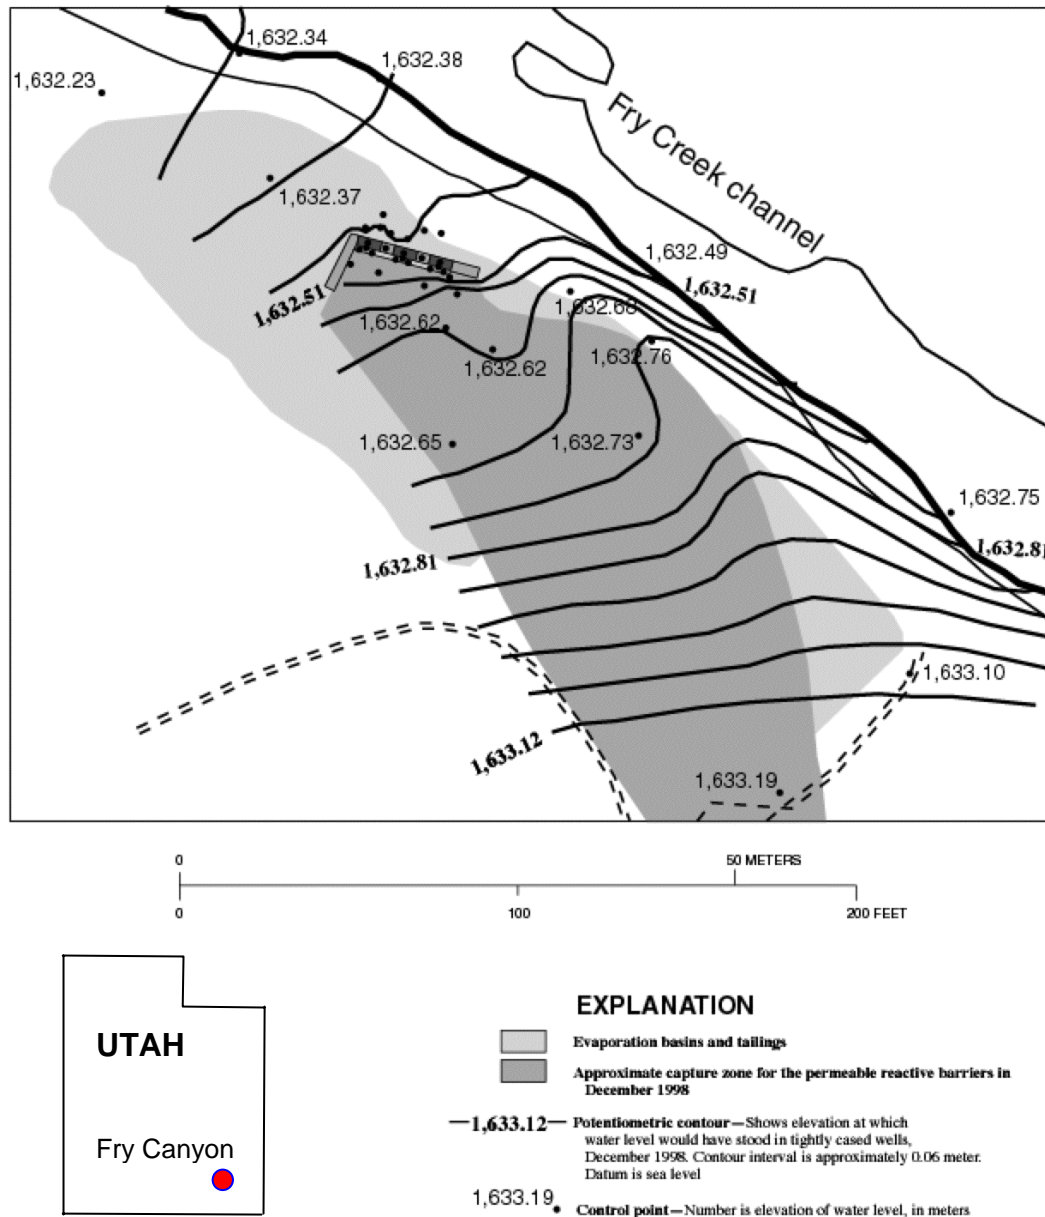 1,632.34
1,632.38
1,632.23
Fry Creek channel
1,632.37
1,632.49
1,632.51
1,632.51
1,632.68
1,632.62
1,632.76
1,632.62
1,632.65
1,632.73
1,632.75
1,632.81
1,632.81
1,633.10
1,633.12
1,633.19
0
50 METERS
0
100
200 FEET
UTAH
Fry Canyon
EXPLANATION
Evaporation basins and tailings
Approximate capture zone for the permeable reactive barriers in
December 1998
1,633.12 Potentiometric contour—Shows elevation at which
water level would have stood in tightly cased wells,
December 1998. Contour interval is approximately 0.06 meter.
Datum is sea level
1,633.19 Control point—Number is elevation of water level, in meters